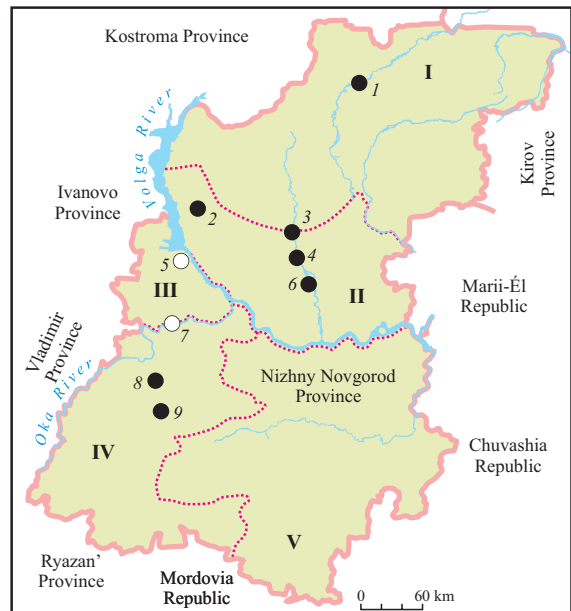 Kostroma Province
I
1
Volga River
Kirov
Province
Ivanovo
Province
2
3
4
5
6
II
III
Marii-Él
Republic
7
Vladimir
Province
Nizhny Novgorod
Province
8
9
Oka River
IV
Chuvashia
Republic
V
Ryazan’
Province
Mordovia
Republic
0 60 km